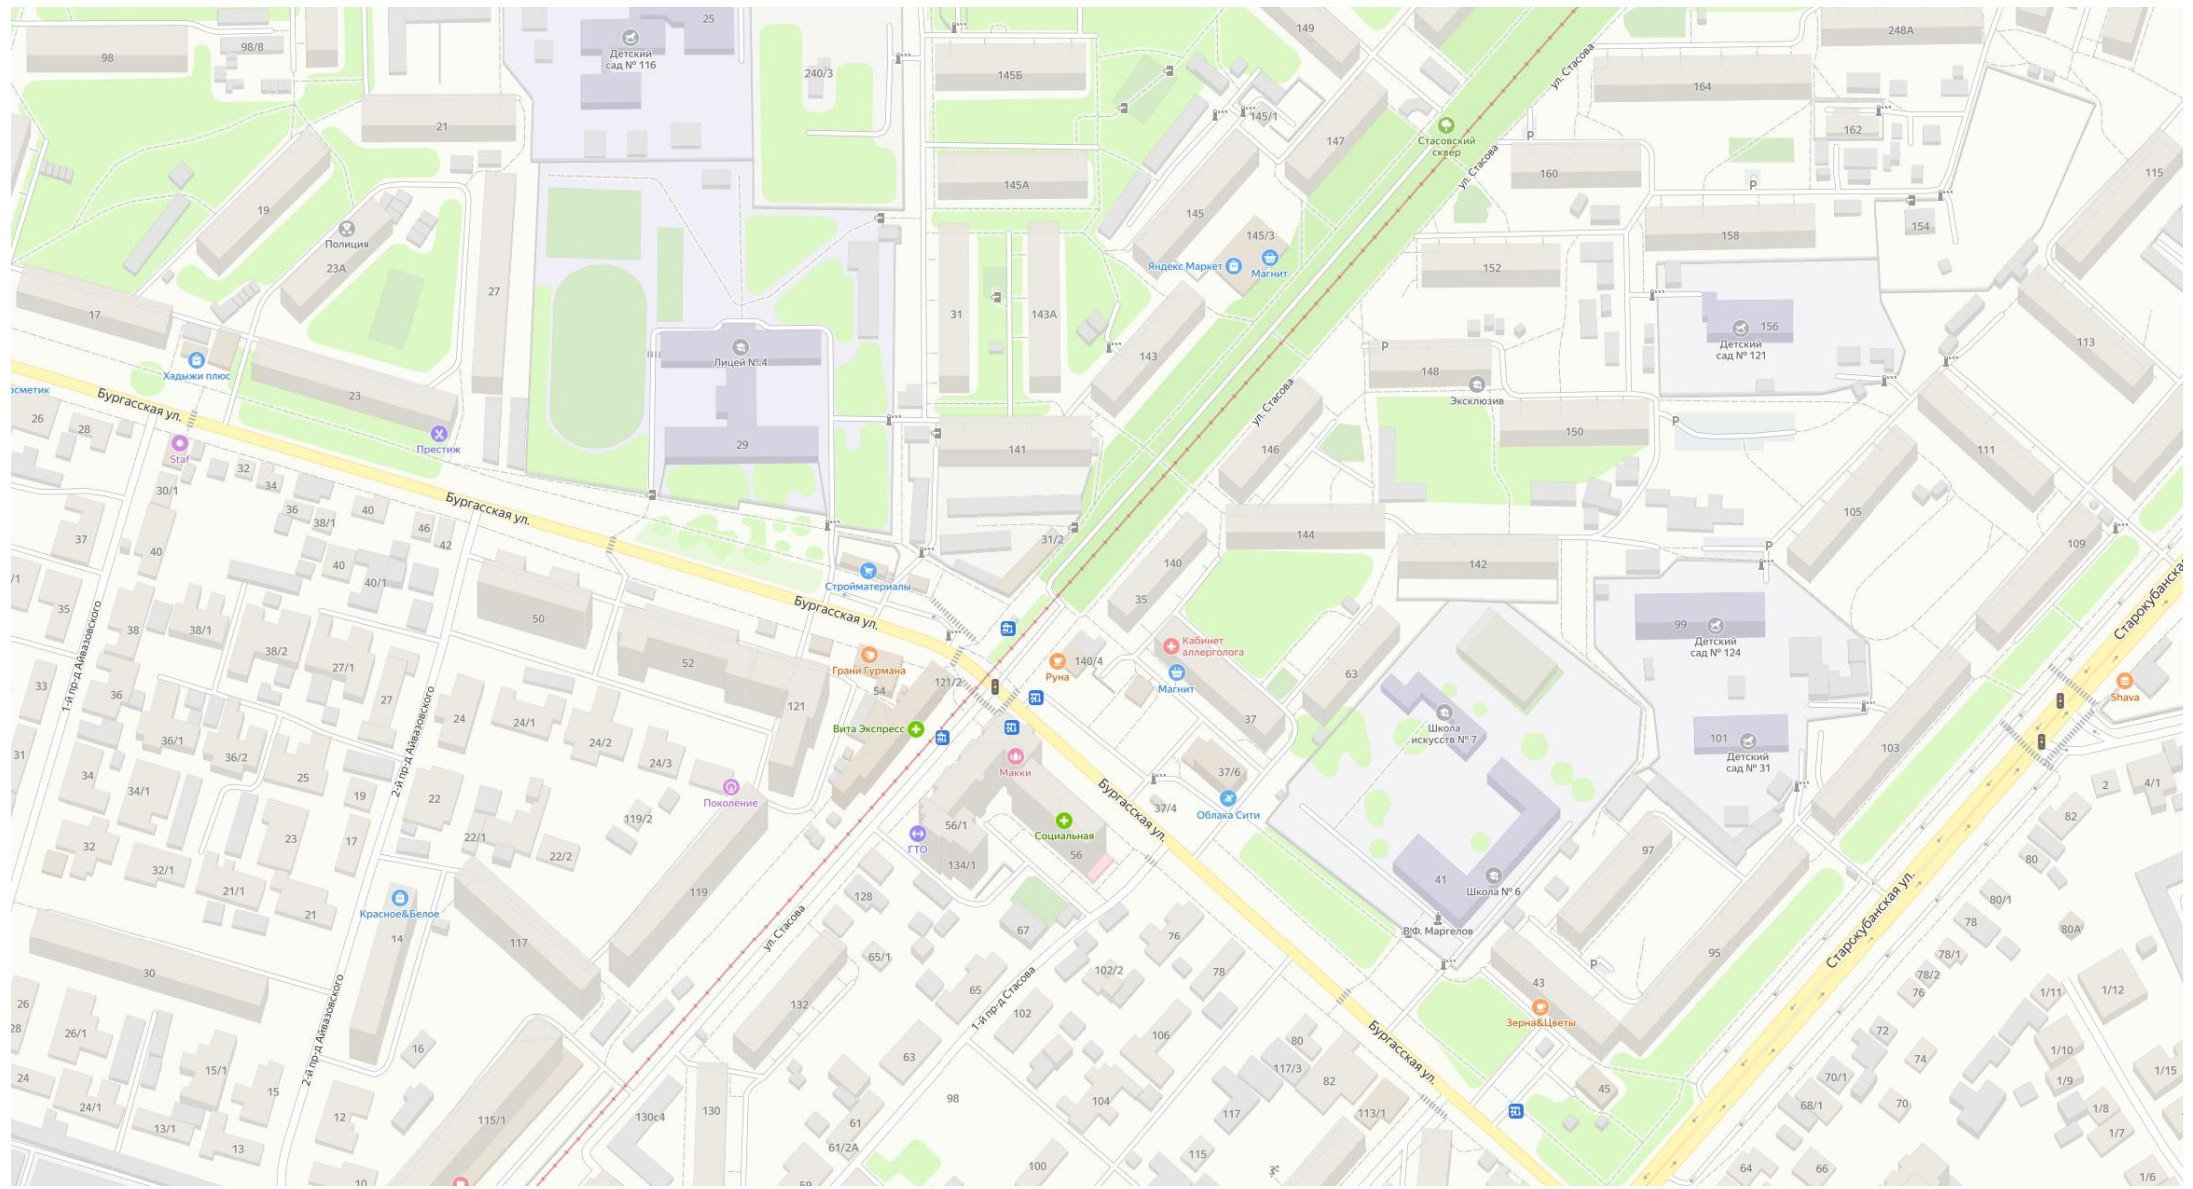 98
98/8
25
Детский
сад № 116
240/3
145Б
149
ул. Стасова
248А
164
162
21
145/1
147
Стасовский
сквер
160
ул. Стасова
115
19
Полиция
23А
145А
145
145/3
Яндекс Маркет
Магнит
P
P
158
154
152
17
27
31
143А
143
Лицей № 4
156
Детский
сад № 121
113
Хадыжи плюс
23
Престиж
P
148
Эксклюзив
ул. Стасова
Бургасская ул.
26
28
Staf
32
34
30/1
29
141
146
150
P
111
105
109
Бургасская ул.
36
38/1
40
46
42
37
40
40
40/1
31/2
144
140
142
P
Стройматериалы
Бургасская ул.
35
38
38/1
38/2
27/1
50
52
35
Кабинет
аллерголога
Магнит
63
99
Детский
сад № 124
Старокубанская
1-й пр-д Айвазовского
33
36
27
Грани Гурмана
54
121/2
121
Руна
140/4
37
Школа
искусств № 7
101
Детский
сад № 31
103
Shava
2-й пр-д Айвазовского
24
24/1
24/2
24/3
Вита Экспресс
Макки
37/6
37/4
Облака Сити
31
36/1
36/2
34
34/1
25
19
22
Поколение
119/2
Бургасская ул.
2
4/1
82
32
32/1
23
17
22/1
22/2
ГТО
56/1
134/1
Социальная
56
97
80
21/1
21
Красное&Белое
14
119
128
41
Школа № 6
В.Ф. Маргелов
80/1
78
80А
30
117
ул. Стасова
65/1
67
76
102/2
78
P
95
Старокубанская ул.
78/1
78/2
76
26
28
26/1
2-й пр-д Айвазовского
132
65
1-й пр-д Стасова
102
43
Зерна&Цветы
1/11
1/12
16
106
80
72
24
24/1
15/1
15
63
117/3
82
Бургасская ул.
45
74
70/1
1/10
1/9
1/15
13/1
12
115/1
130с4
130
98
104
117
113/1
68/1
70
1/8
1/7
13
61
61/2А
10
59
100
115
64
66
1/6